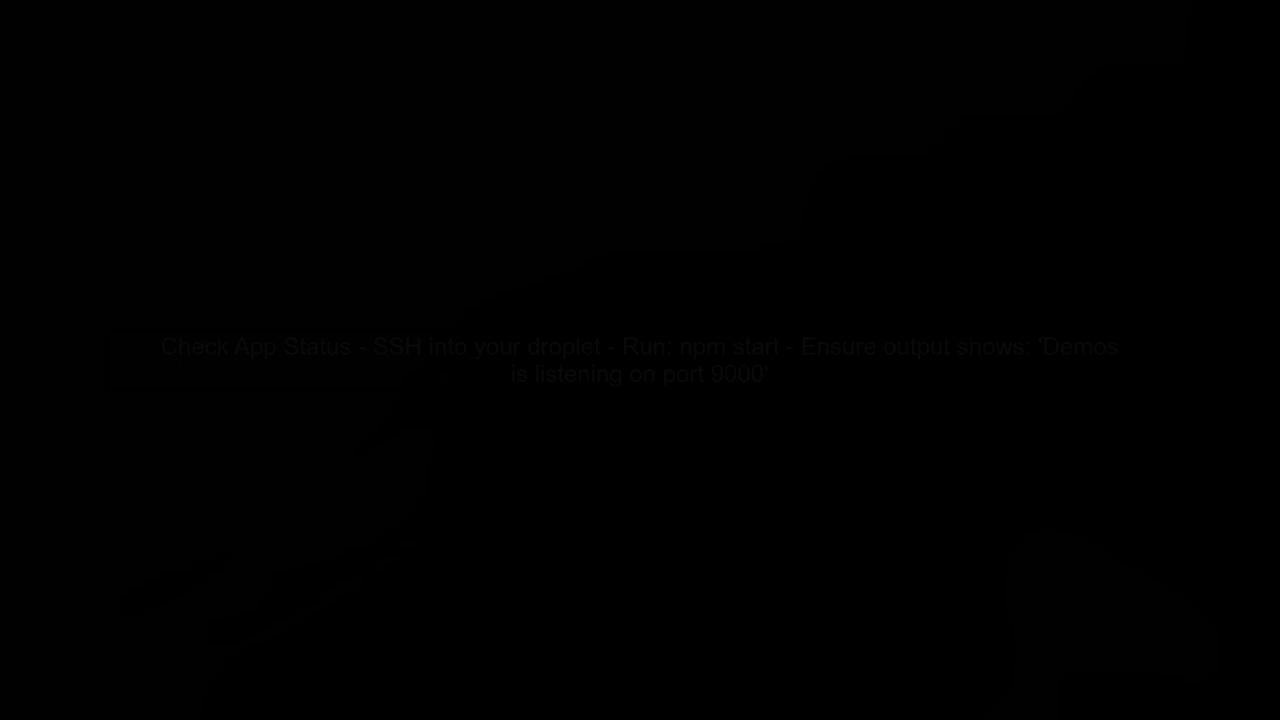 Check App Status - SSH into your droplet - Run: npm start - Ensure output shows: 'Demos
is listening on port 9000'